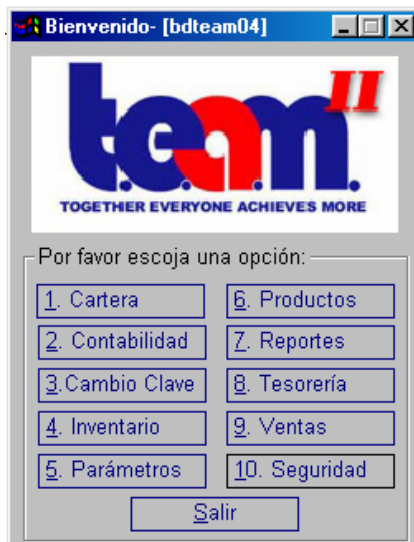 Bienvenido- [bdteam04]
II
t.e.a.m.
TOGETHER EVERYONE ACHIEVES MORE
Por favor escoja una opción:
1. Cartera
2. Contabilidad
3.Cambio Clave
4. Inventario
5. Parámetros
6. Productos
7. Reportes
8. Tesorería
9. Ventas
10. Seguridad
Salir